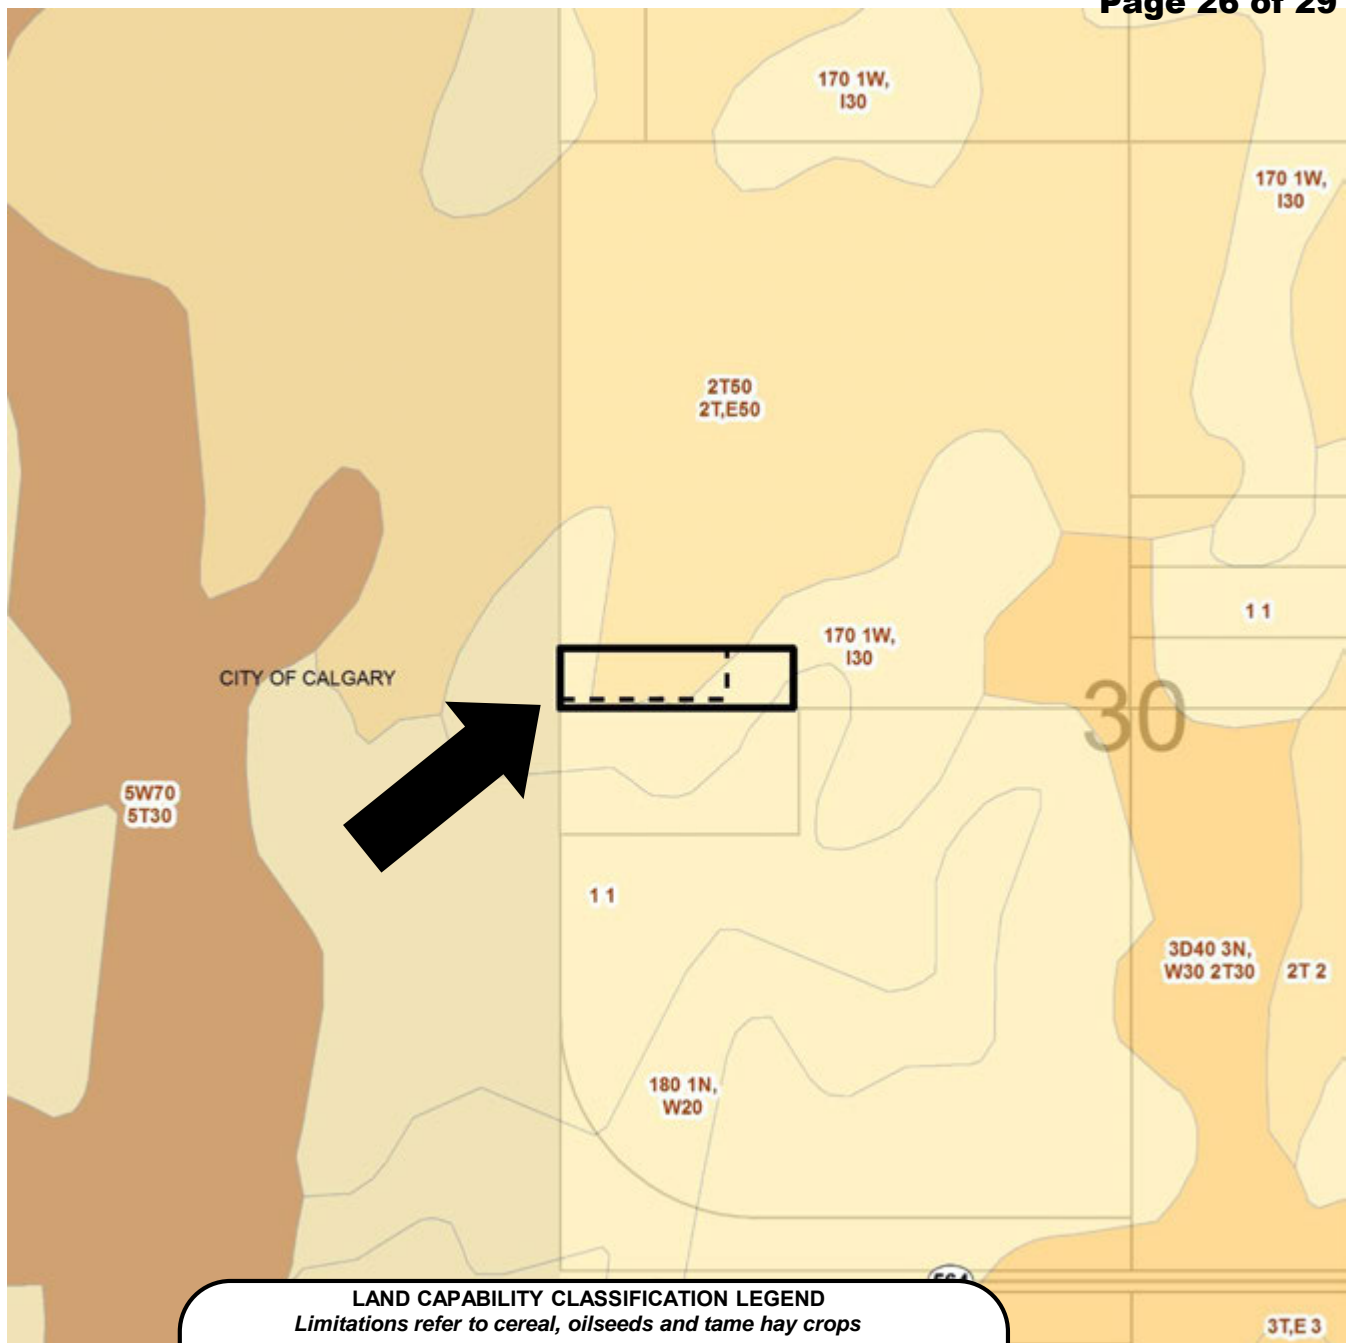 Page 26 of 29
170 1W,
I30
170 1W,
I30
2T50
2T,E50
1 1
170 1W,
I30
CITY OF CALGARY
30
5W70
5T30
1 1
3D40 3N,
W30 2T30
2T 2
180 1N,
W20
LAND CAPABILITY CLASSIFICATION LEGEND
Limitations refer to cereal, oilseeds and tame hay crops
3T,E 3